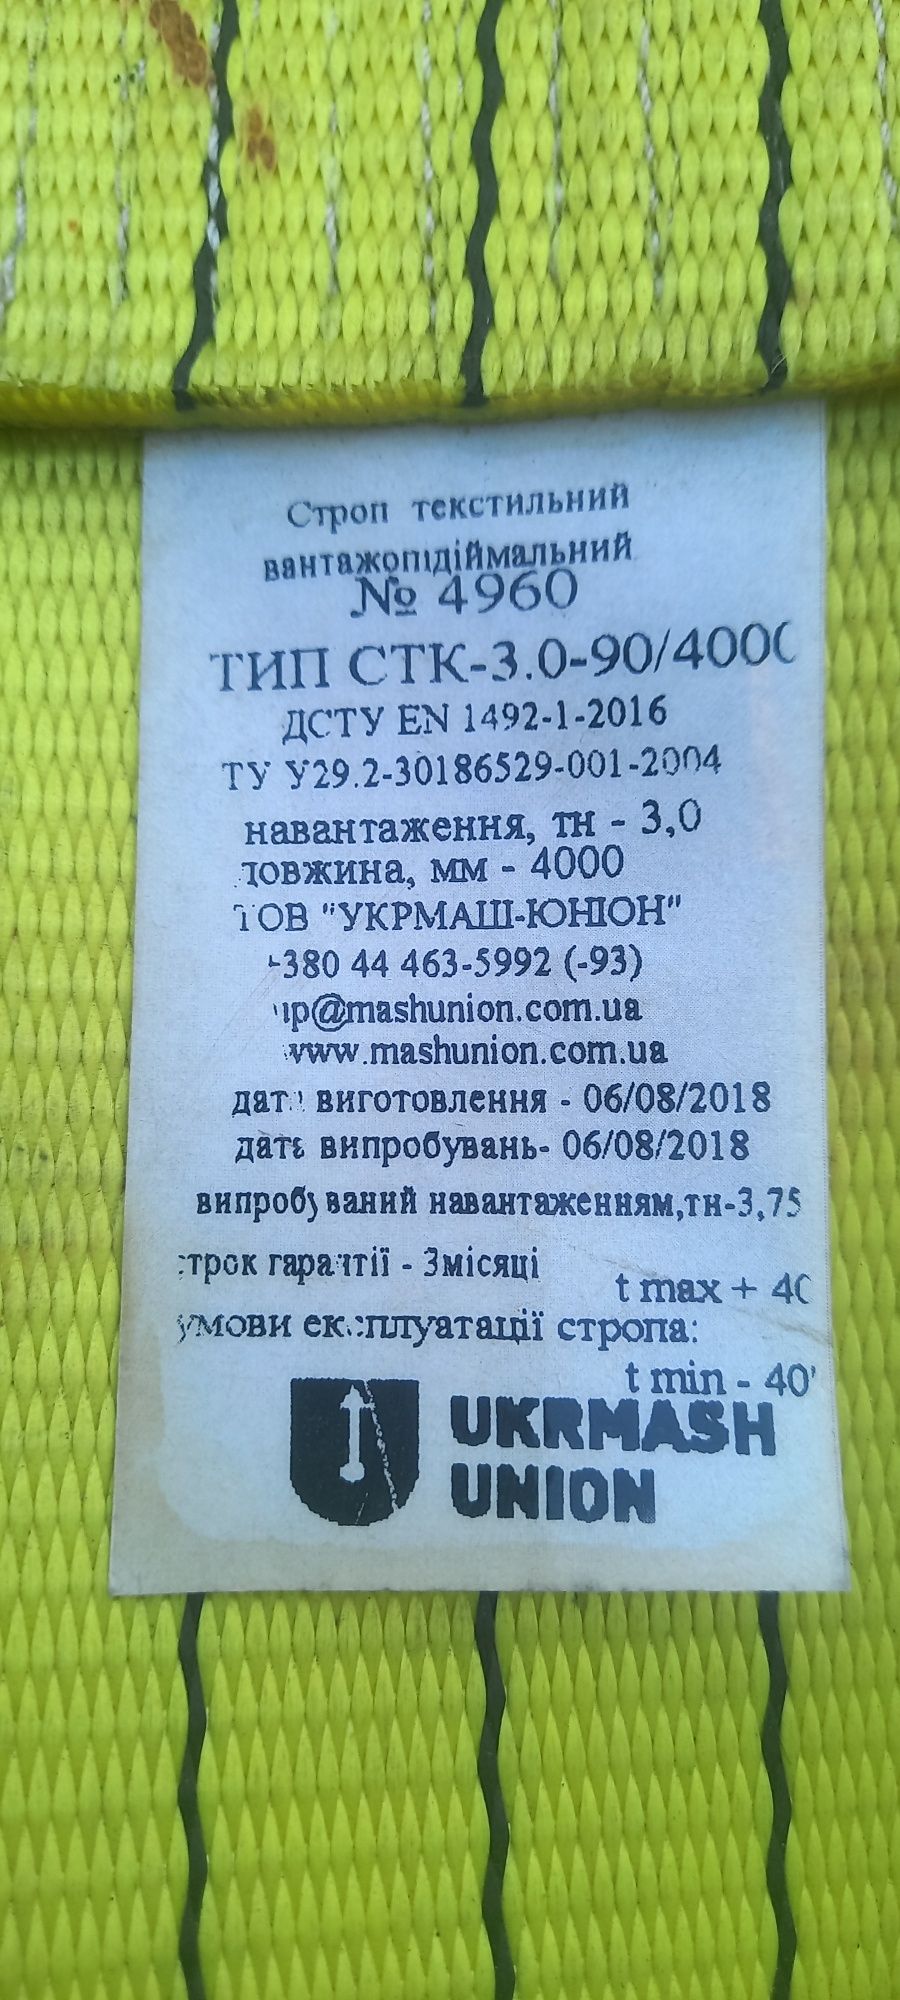 Строп текстильний
вантажопідіймальний
№ 4960
ТИП СТК-3.0-90/4000
ДСТУ EN 1492-1-2016
ТУ У29.2-30186529-001-2004
навантаження, тн - 3,0
довжина, мм - 4000
ТОВ "УКРМАШ-ЮНІОН"
+380 44 463-5992 (-93)
www.mashunion.com.ua
дата виготовлення - 06/08/2018
дата випробувань- 06/08/2018
випробуваний навантаженням,тн-3,75
строк гарантії - 3місяці
t max + 40
умови експлуатації стропа:
t min - 40
UKRMASH
UNION